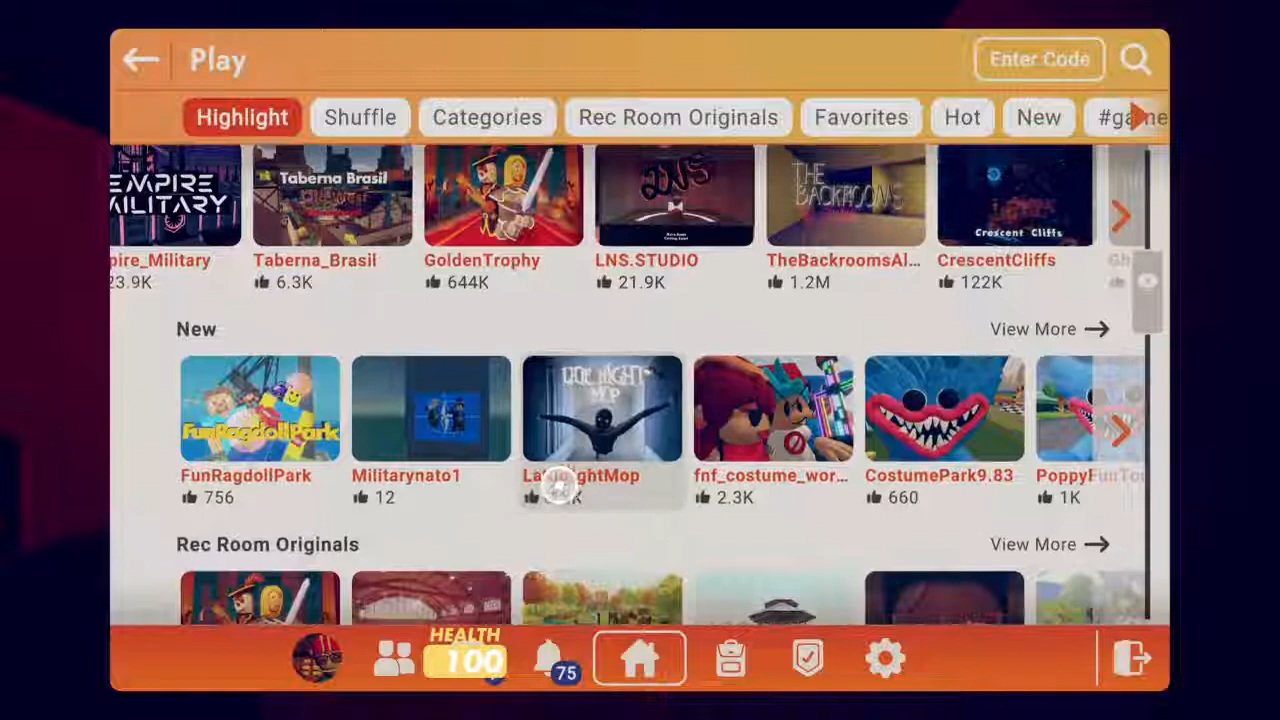 Play
Enter Code
Highlight
Shuffle
Categories
Rec Room Originals
Favorites
Hot
New
EMPIRE
MILITARY
Taberna Brasil
LNS
THE
BACKROOMS
Crescent Cliffs
pire_Military
Taberna_Brasil
GoldenTrophy
LNS.STUDIO
TheBackroomsAl...
CrescentCliffs
23.9K
6.3K
644K
21.9K
1.2M
122K
New
View More
FunRagdollPark
FunRagdollPark
Militarynato1
fnf_costume_wor...
CostumePark9.83
756
12
2.3K
660
1K
Rec Room Originals
View More
HEALTH
100
75